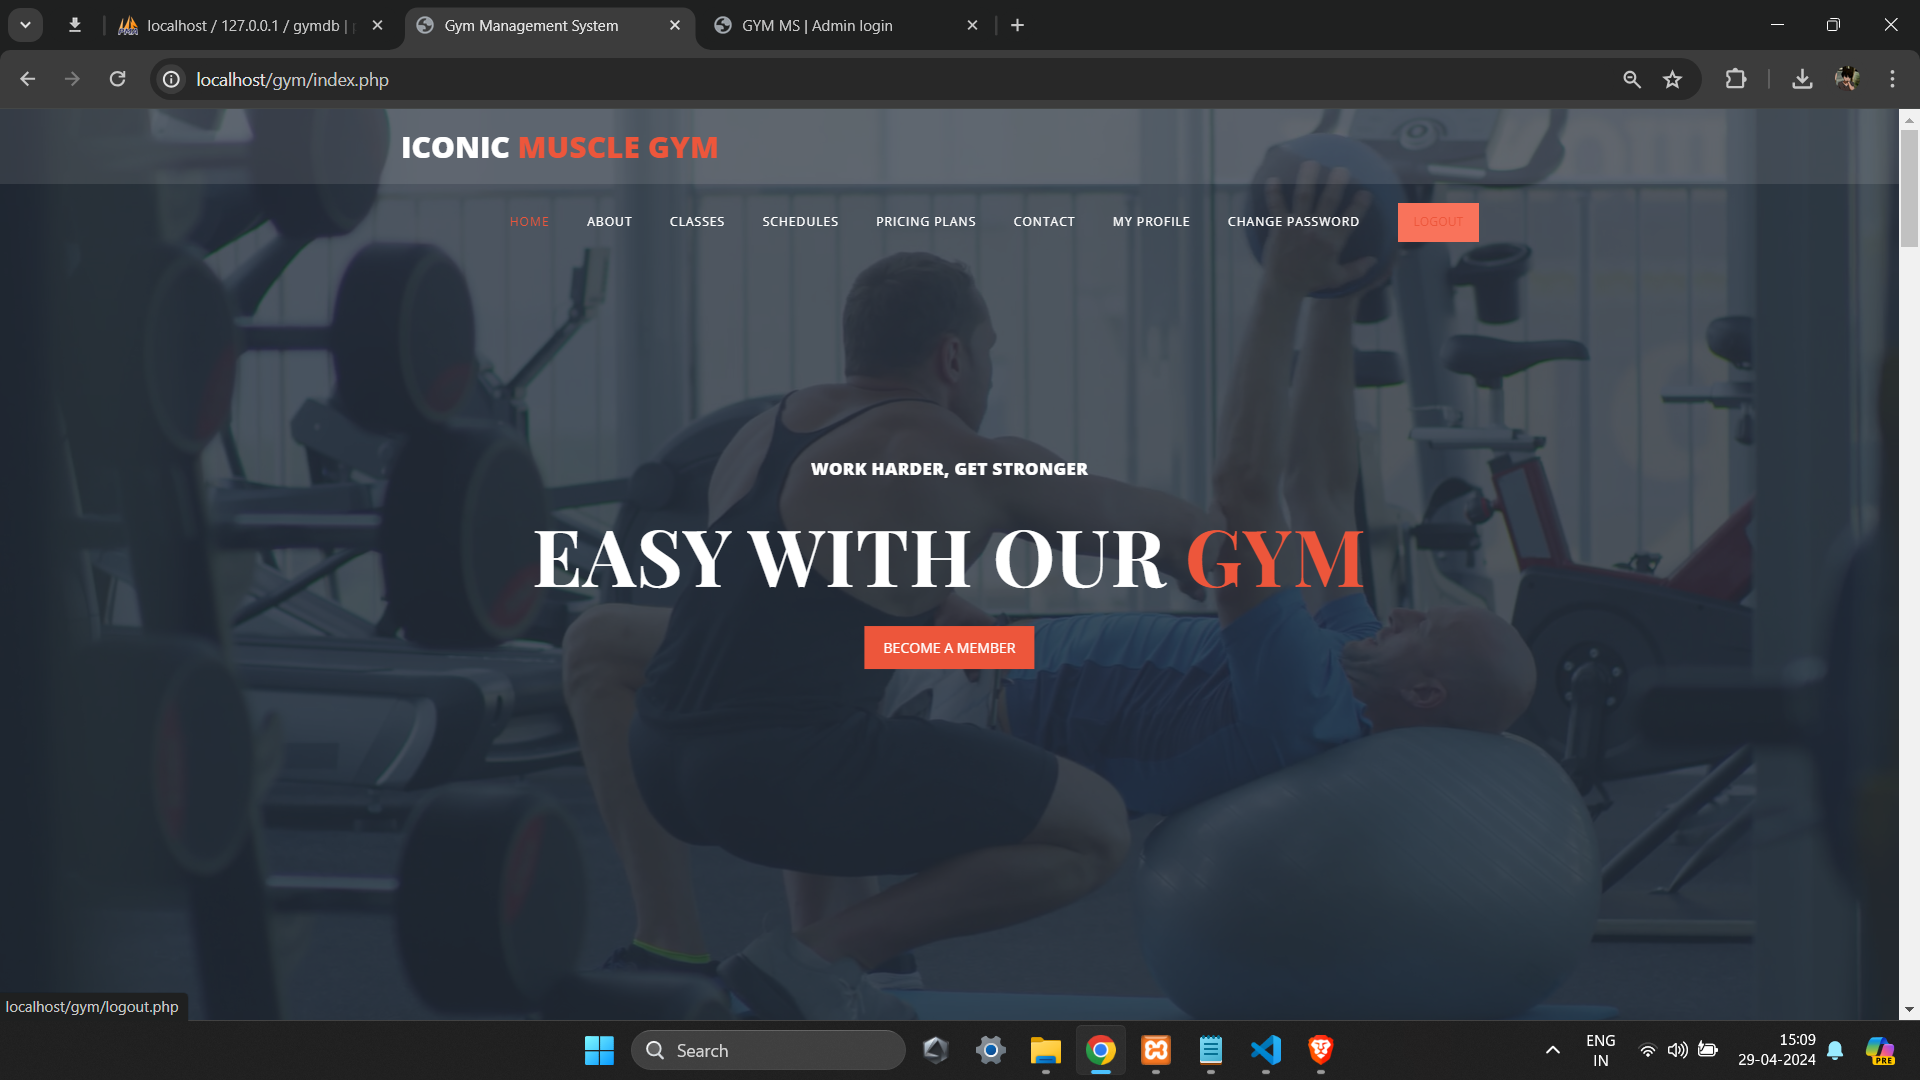 localhost / 127.0.0.1 / gymdb |
Gym Management System
GYM MS | Admin login
localhost/gym/index.php
ICONIC MUSCLE GYM
HOME
ABOUT
CLASSES
SCHEDULES
PRICING PLANS
CONTACT
MY PROFILE
CHANGE PASSWORD
LOGOUT
WORK HARDER, GET STRONGER
EASY WITH OUR GYM
BECOME A MEMBER
localhost/gym/logout.php
Search
ENG
IN
15:09
29-04-2024
PRE